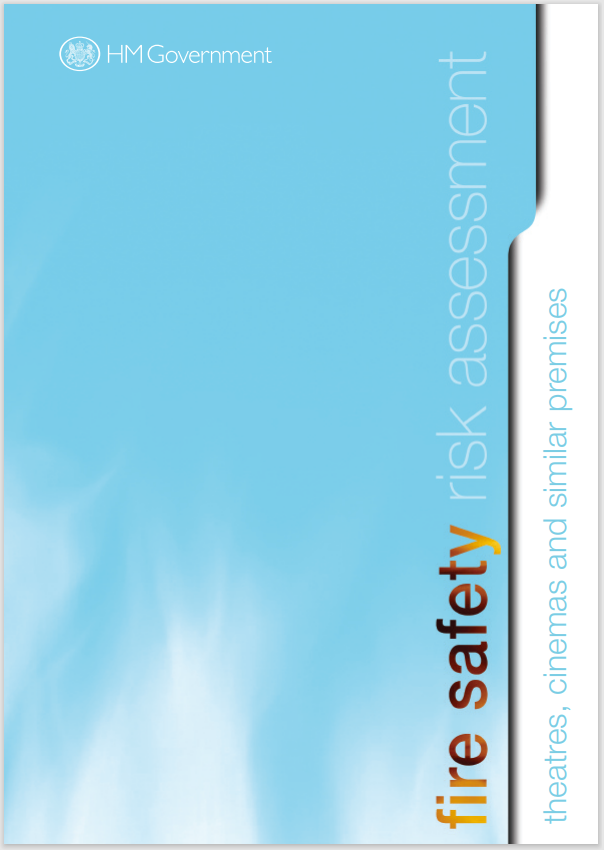 HM Government
fire safety risk assessment
theatres, cinemas and similar premises